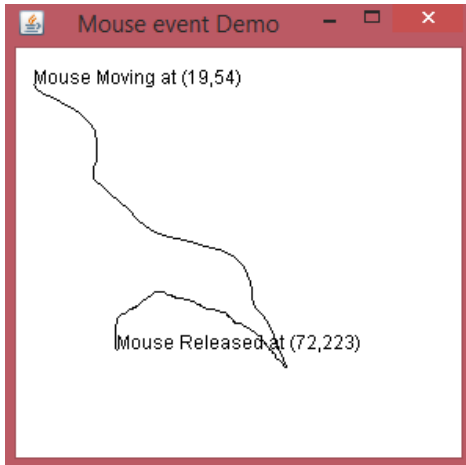 Mouse event Demo
Mouse Moving at (19,54)
Mouse Released at (72,223)